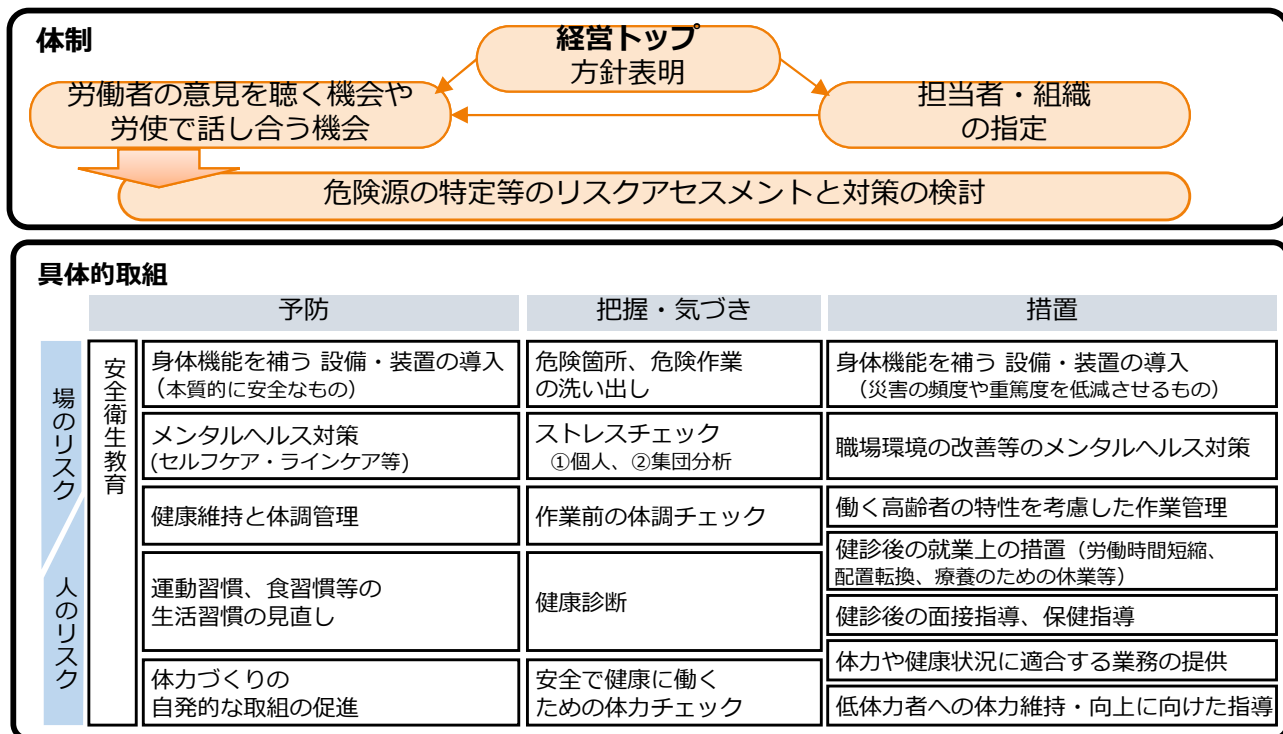 体制
経営トップ
方針表明
労働者の意見を聴く機会や
労使で話し合う機会
担当者・組織
の指定
危険源の特定等のリスクアセスメントと対策の検討
具体的取組
予防
把握・気づき
措置
場のリスク
人のリスク
安全衛生教育
身体機能を補う 設備・装置の導入
（本質的に安全なもの）
危険箇所、危険作業
の洗い出し
身体機能を補う 設備・装置の導入
（災害の頻度や重篤度を低減させるもの）
メンタルヘルス対策
(セルフケア・ラインケア等)
ストレスチェック
①個人、②集団分析
職場環境の改善等のメンタルヘルス対策
健康維持と体調管理
作業前の体調チェック
働く高齢者の特性を考慮した作業管理
運動習慣、食習慣等の
生活習慣の見直し
健康診断
健診後の就業上の措置（労働時間短縮、
配置転換、療養のための休業等）
健診後の面接指導、保健指導
体力づくりの
自発的な取組の促進
安全で健康に働く
ための体力チェック
体力や健康状況に適合する業務の提供
低体力者への体力維持・向上に向けた指導